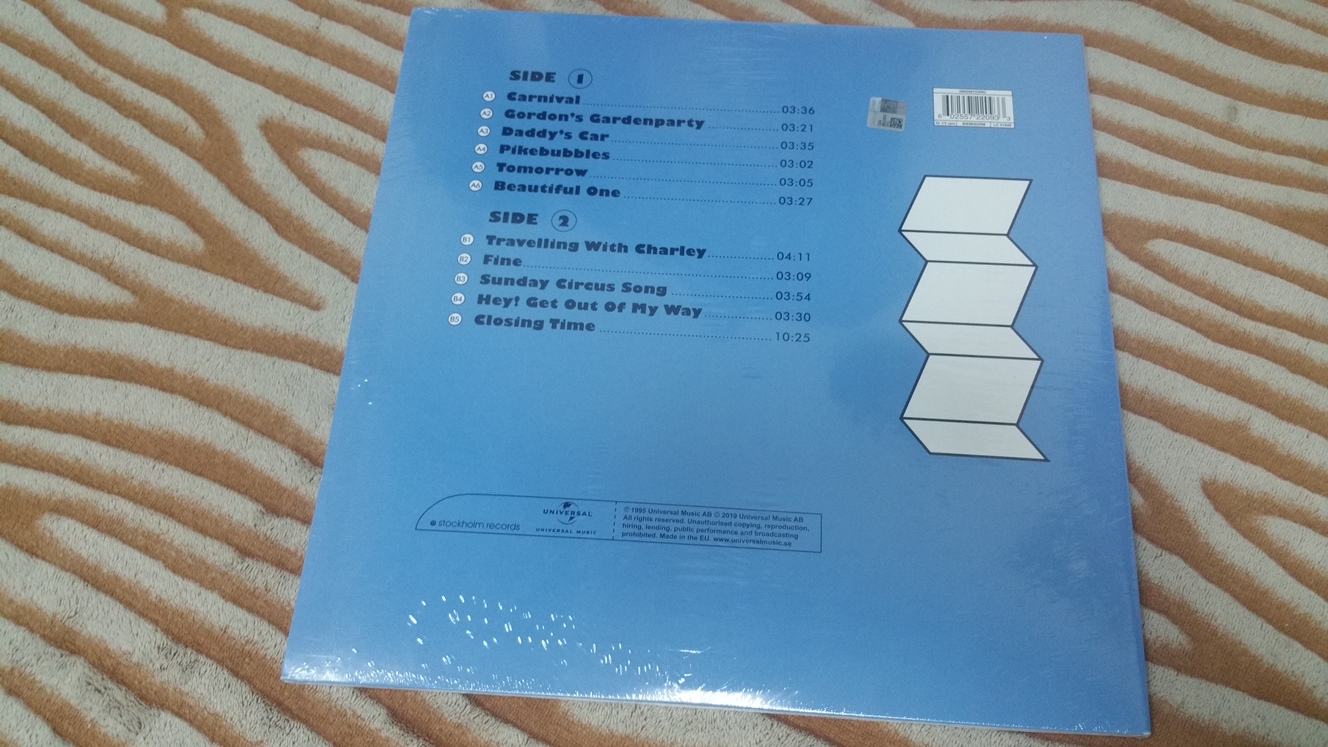 SIDE 1
A1 Carnival 03:36
A2 Gordon's Gardenparty 03:21
A3 Daddy's Car 03:35
A4 Pikebubbles 03:02
A5 Tomorrow 03:05
A6 Beautiful One 03:27
SIDE 2
B1 Travelling With Charley 04:11
B2 Fine 03:09
B3 Sunday Circus Song 03:54
B4 Hey! Get Out Of My Way 03:30
B5 Closing Time 10:25
stockholm records
UNIVERSAL
UNIVERSAL MUSIC
℗ 1995 Universal Music AB © 2019 Universal Music AB
All rights reserved. Unauthorised copying, reproduction,
hiring, lending, public performance and broadcasting
prohibited. Made in the EU. www.universalmusic.se